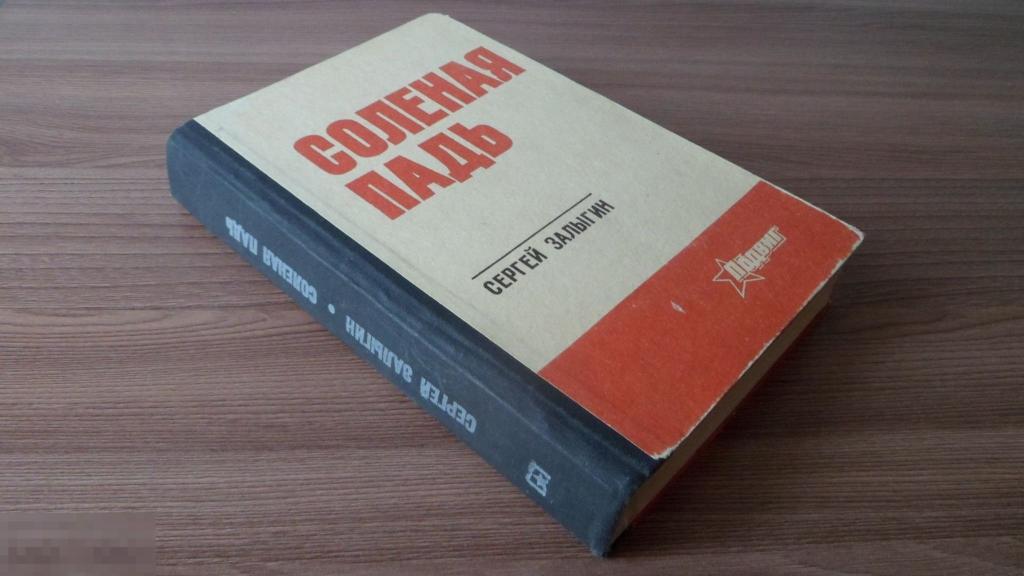 СОЛЕНАЯ
ПАДЬ
СЕРГЕЙ ЗАЛЫГИН
Подвиг
СЕРГЕЙ ЗАЛЫГИН • СОЛЕНАЯ ПАДЬ